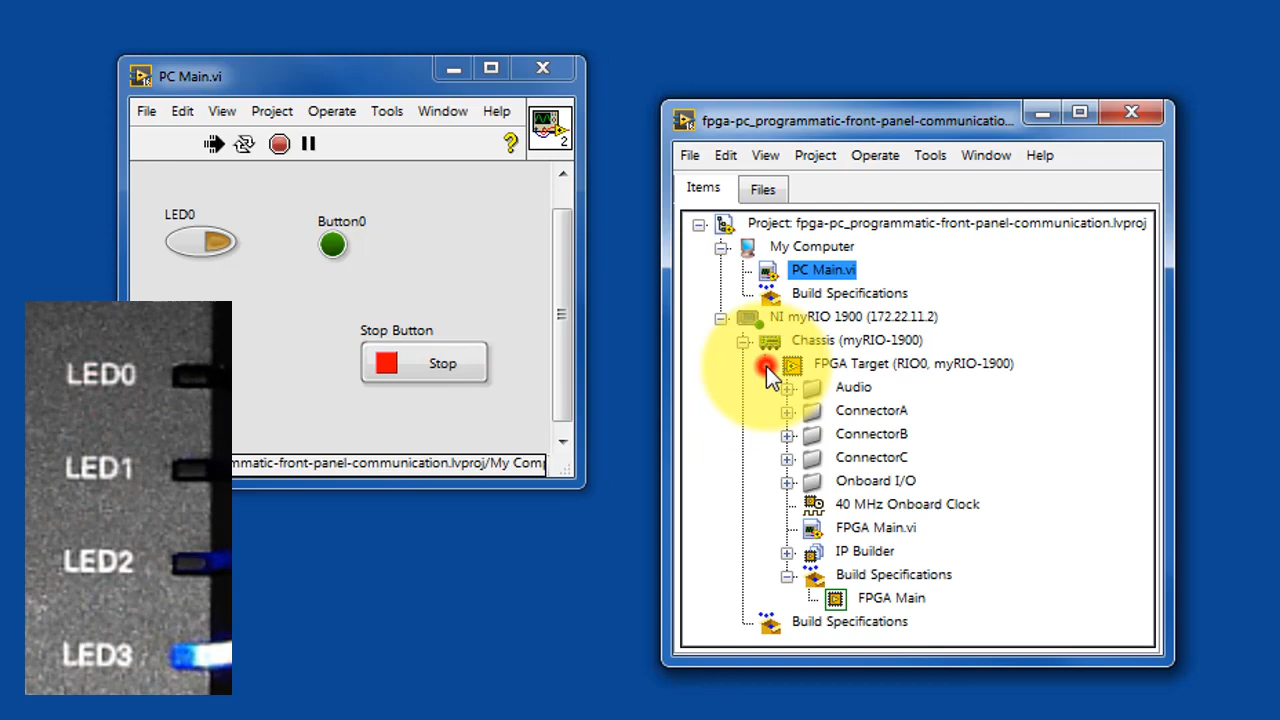 PC Main.vi
File Edit View Project Operate Tools Window Help
2
LED0
Button0
Stop Button
Stop
mmatic-front-panel-communication.lvproj/My Comp
LED0
LED1
LED2
LED3
fpga-pc_programmatic-front-panel-communicatio...
File Edit View Project Operate Tools Window Help
Items Files
Project: fpga-pc_programmatic-front-panel-communication.lvproj
My Computer
PC Main.vi
Build Specifications
NI myRIO 1900 (172.22.11.2)
Chassis (myRIO-1900)
FPGA Target (RIO0, myRIO-1900)
Audio
ConnectorA
ConnectorB
ConnectorC
Onboard I/O
40 MHz Onboard Clock
FPGA Main.vi
IP Builder
Build Specifications
FPGA Main
Build Specifications